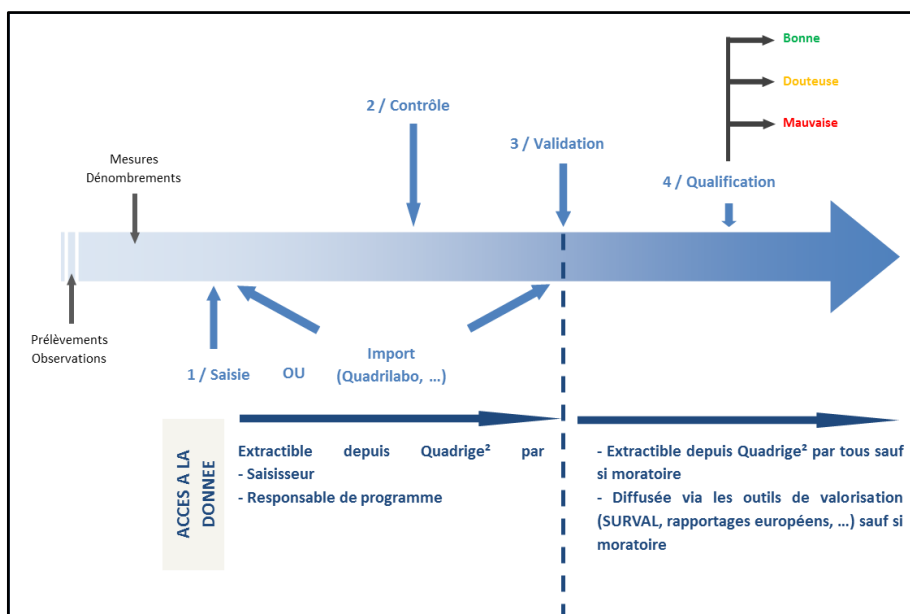 Bonne
Douteuse
Mauvaise
2 / Contrôle
3 / Validation
4 / Qualification
Mesures
Dénombrements
Prélèvements
Observations
1 / Saisie
OU
Import
(Quadrilabo, ...)
ACCES A LA
DONNEE
Extractible depuis Quadrige² par
- Saisisseur
- Responsable de programme
- Extractible depuis Quadrige² par tous sauf
si moratoire
- Diffusée via les outils de valorisation
(SURVAL, rapportages européens, ...) sauf si
moratoire